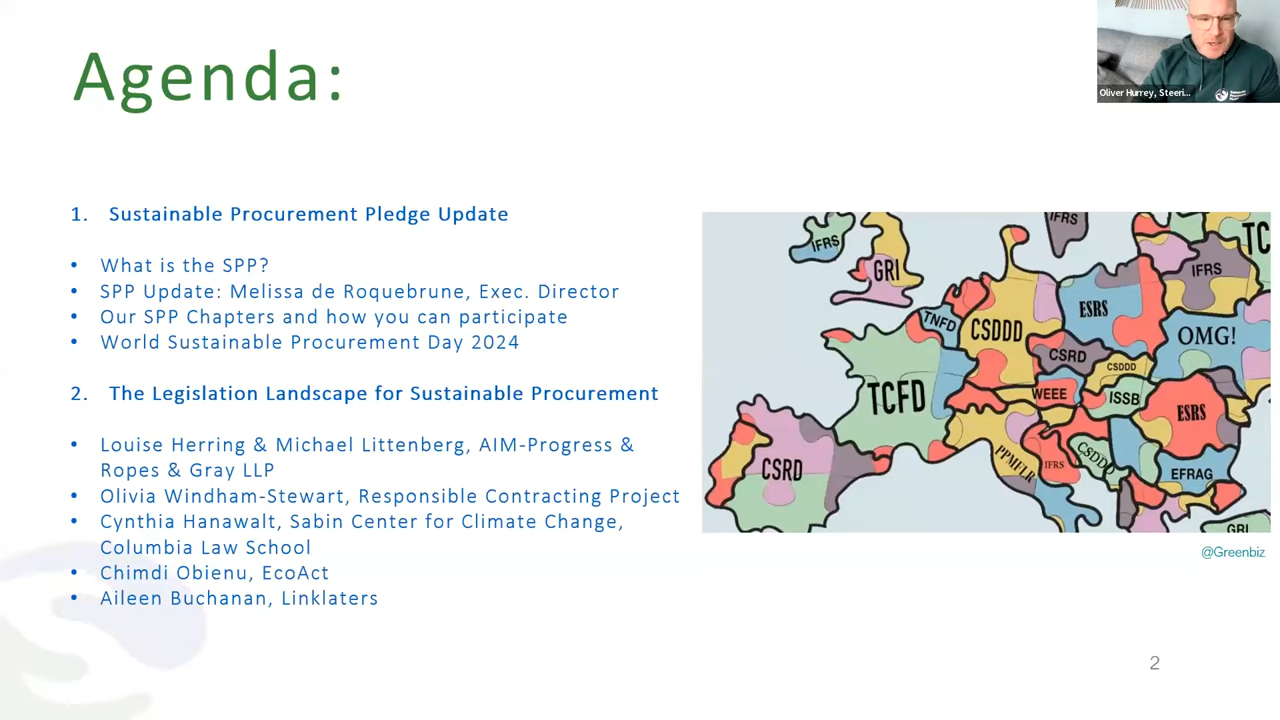 Agenda:
Oliver Hurrey, Steeri...
1. Sustainable Procurement Pledge Update
• What is the SPP?
• SPP Update: Melissa de Roquebrune, Exec. Director
• Our SPP Chapters and how you can participate
• World Sustainable Procurement Day 2024
2. The Legislation Landscape for Sustainable Procurement
• Louise Herring & Michael Littenberg, AIM-Progress &
Ropes & Gray LLP
• Olivia Windham-Stewart, Responsible Contracting Project
• Cynthia Hanawalt, Sabin Center for Climate Change,
Columbia Law School
• Chimdi Obienu, EcoAct
• Aileen Buchanan, Linklaters
IFRS
GRI
IFRS
TC
IFRS
TNFD
CSDDD
ESRS
OMG!
CSRD
CSDDD
TCFD
WEEE
ISSB
ESRS
CSRD
PPMFLR
IFRS
CSDDD
EFRAG
GRI
@Greenbiz
2